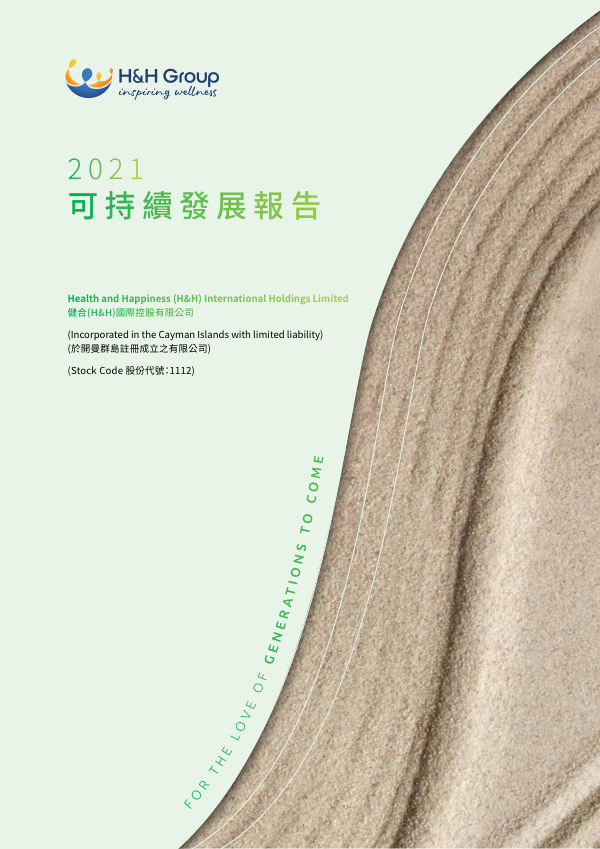 H&H Group
inspiring wellness
2021
可持續發展報告
Health and Happiness (H&H) International Holdings Limited
健合(H&H)國際控股有限公司
(Incorporated in the Cayman Islands with limited liability)
(於開曼群島註冊成立之有限公司)
(Stock Code 股份代號：1112)
FOR THE LOVE OF GENERATIONS TO COME